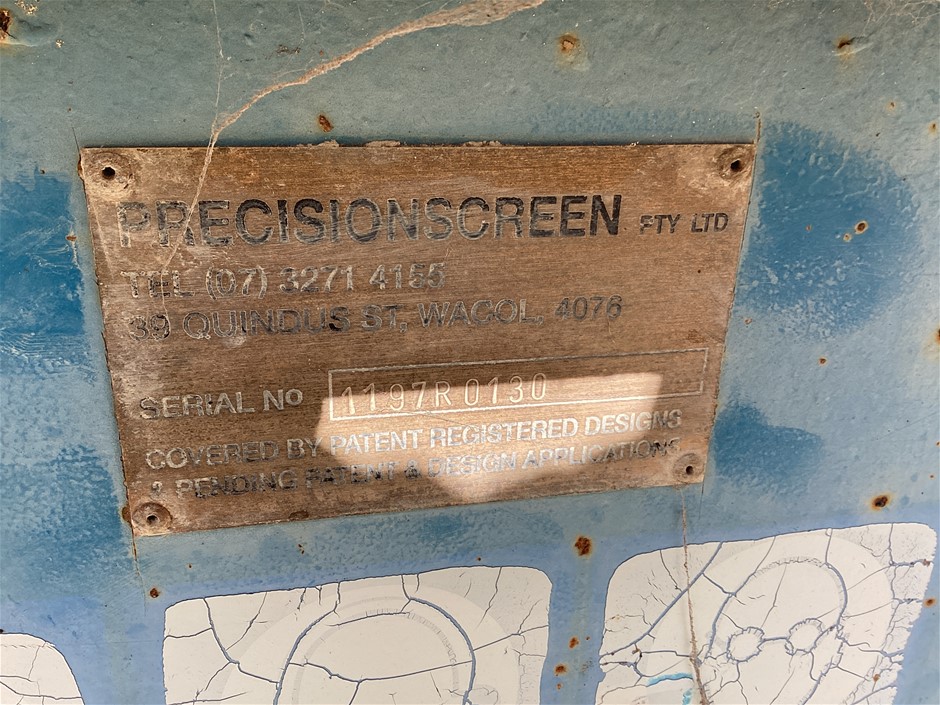 PRECISIONSCREEN PTY LTD
TEL (07) 3271 4155
39 QUINDUS ST, WACOL, 4076
SERIAL No 1197R0130
COVERED BY PATENT REGISTERED DESIGNS
& PENDING PATENT & DESIGN APPLICATIONS